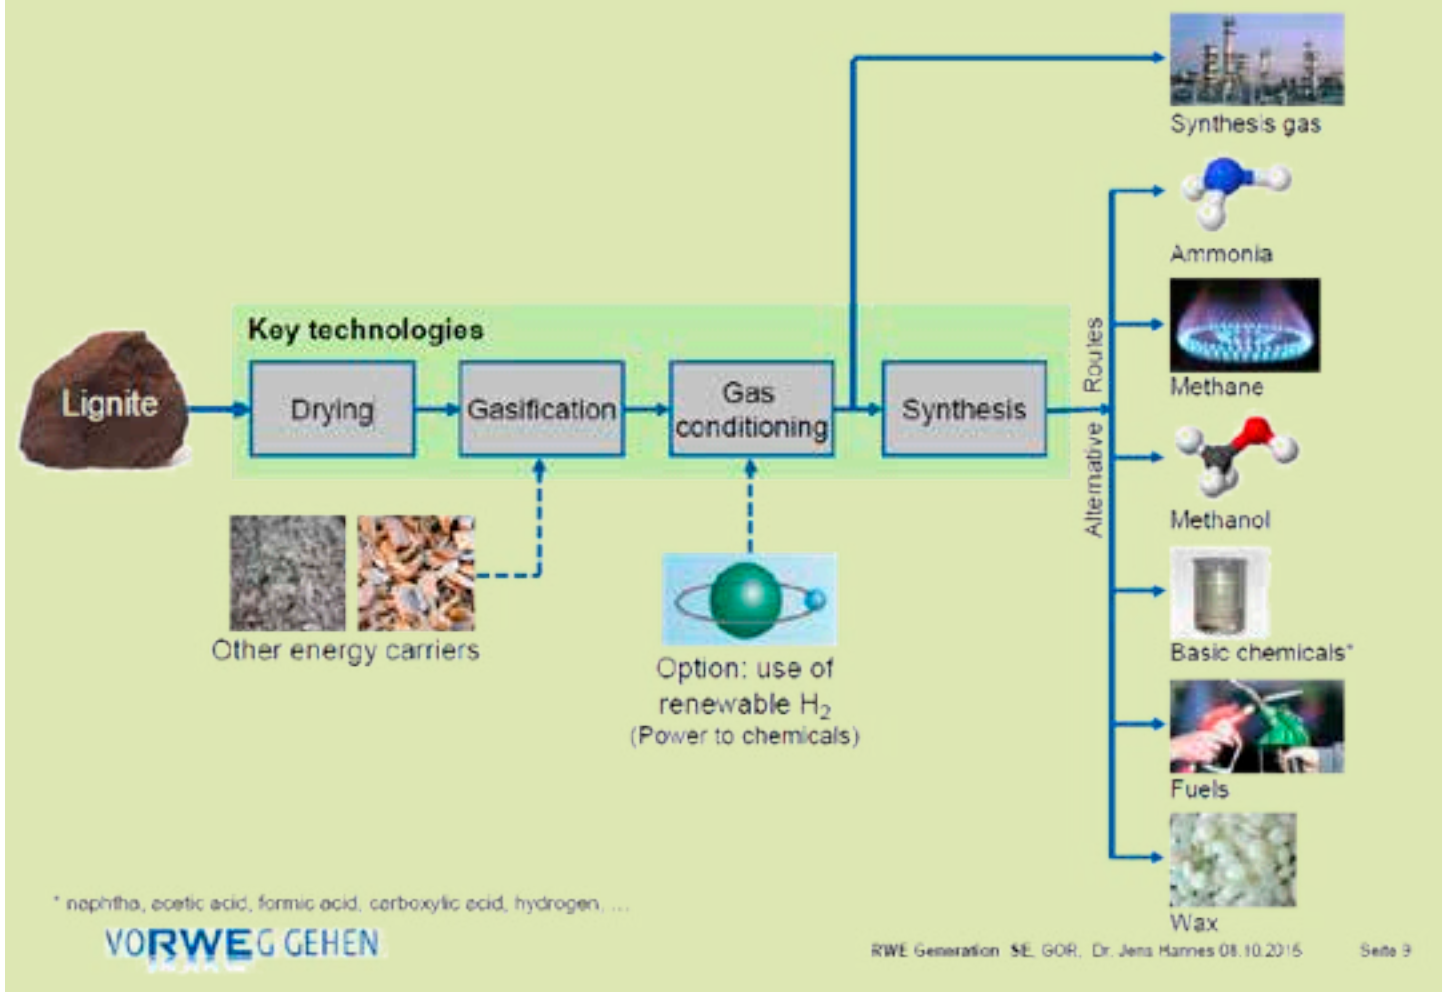 Synthesis gas
Ammonia
Key technologies
Lignite
Drying
Gasification
Gas
conditioning
Synthesis
Alternative Routes
Methane
Methanol
Other energy carriers
Option: use of
renewable H₂
(Power to chemicals)
Basic chemicals*
Fuels
Wax
* naphtha, acetic acid, formic acid, carboxylic acid, hydrogen, ...
VORWEG GEHEN
RWE Generation SE, GOR, Dr. Jens Hannes 08.10.2015 Seite 9